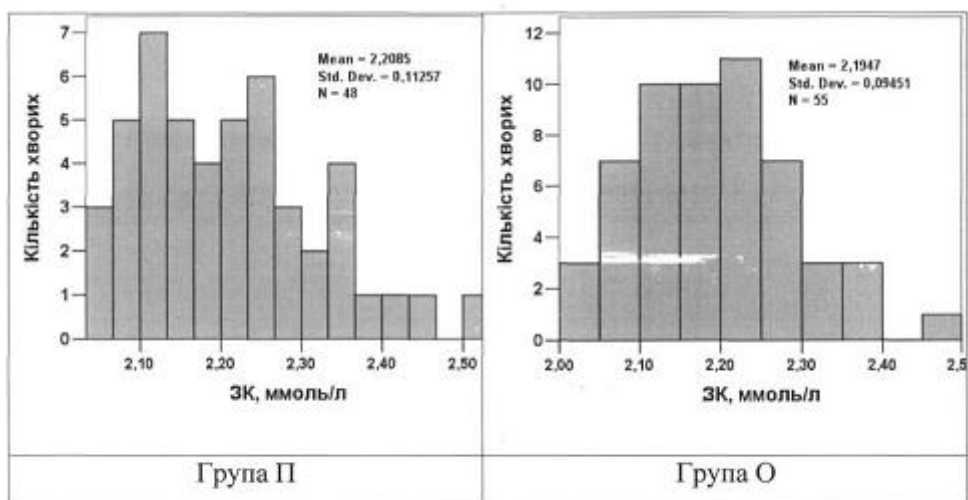 Кількість хворих
7
6
5
4
3
2
1
0
Mean = 2,2085
Std. Dev. = 0,11257
N = 48
2,10 2,20 2,30 2,40 2,50
ЗК, ммоль/л
Група П
Кількість хворих
12
10
8
6
4
2
0
Mean = 2,1947
Std. Dev. = 0,09451
N = 55
2,00 2,10 2,20 2,30 2,40 2,5
ЗК, ммоль/л
Група О